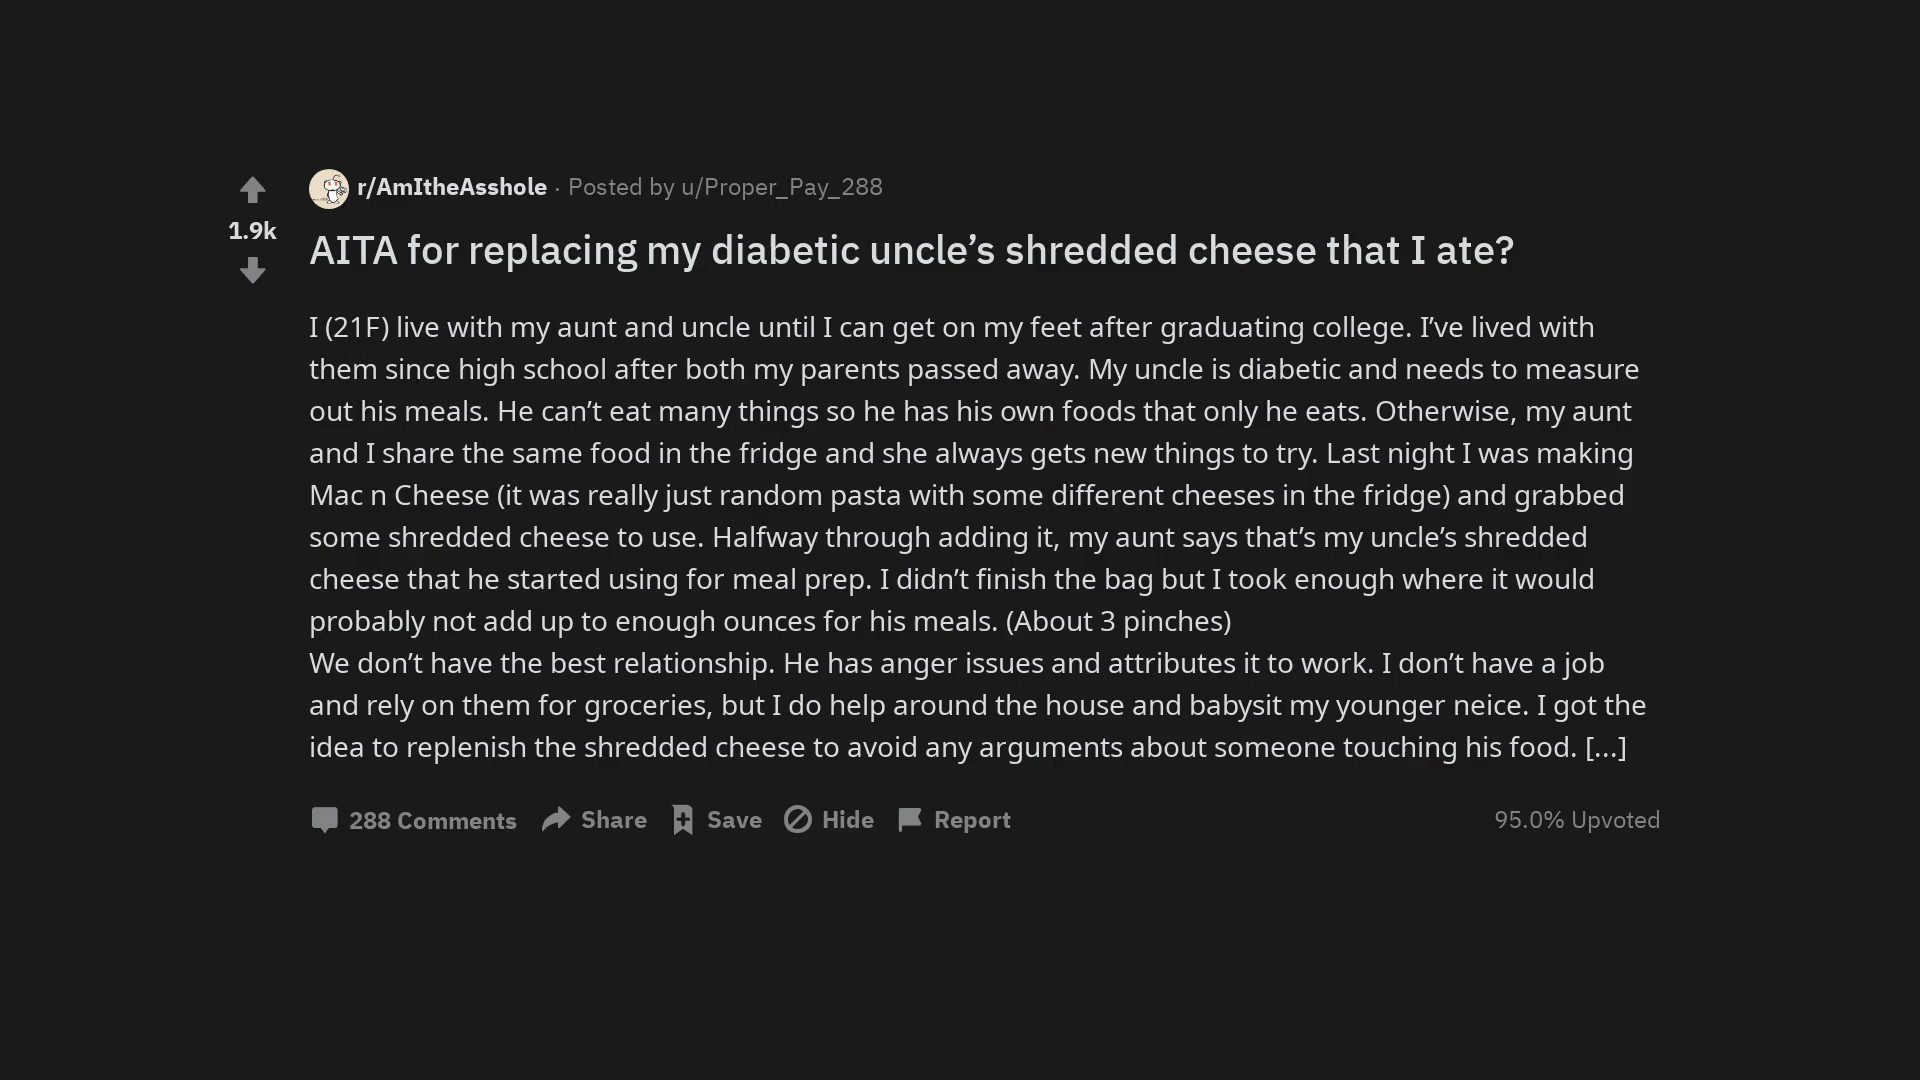 r/AmItheAsshole · Posted by u/Proper_Pay_288
1.9k
AITA for replacing my diabetic uncle’s shredded cheese that I ate?
I (21F) live with my aunt and uncle until I can get on my feet after graduating college. I’ve lived with
them since high school after both my parents passed away. My uncle is diabetic and needs to measure
out his meals. He can’t eat many things so he has his own foods that only he eats. Otherwise, my aunt
and I share the same food in the fridge and she always gets new things to try. Last night I was making
Mac n Cheese (it was really just random pasta with some different cheeses in the fridge) and grabbed
some shredded cheese to use. Halfway through adding it, my aunt says that’s my uncle’s shredded
cheese that he started using for meal prep. I didn’t finish the bag but I took enough where it would
probably not add up to enough ounces for his meals. (About 3 pinches)
We don’t have the best relationship. He has anger issues and attributes it to work. I don’t have a job
and rely on them for groceries, but I do help around the house and babysit my younger neice. I got the
idea to replenish the shredded cheese to avoid any arguments about someone touching his food. [...]
288 Comments Share Save Hide Report 95.0% Upvoted